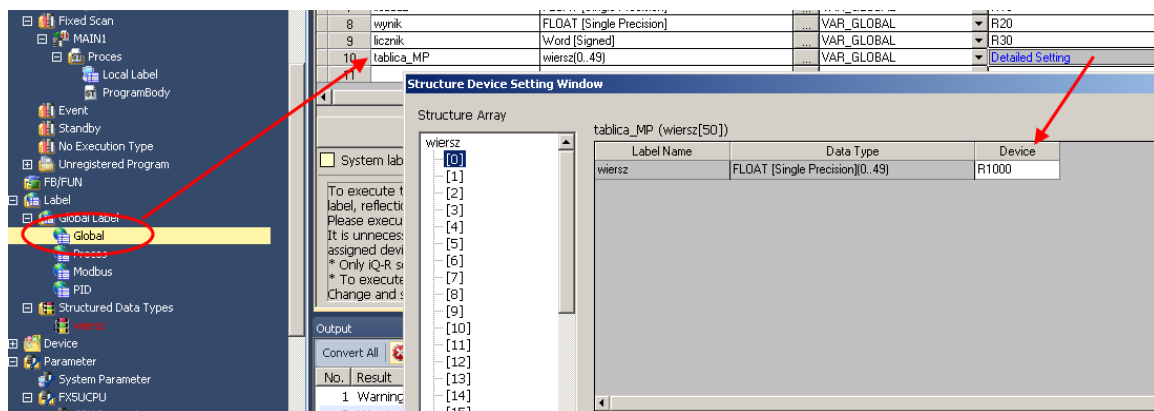 Fixed Scan
MAIN1
Proces
Local Label
ProgramBody
Event
Standby
No Execution Type
Unregistered Program
FB/FUN
Label
Global Label
Global
Proces
Modbus
PID
Structured Data Types
Device
Parameter
System Parameter
FX5UCPU
8 wynik FLOAT [Single Precision] ... VAR_GLOBAL R20
9 licznik Word [Signed] ... VAR_GLOBAL R30
10 tablica_MP wiersz(0..49) ... VAR_GLOBAL Detailed Setting
11
System lab
To execute t
label, reflectio
Please execu
It is unneces
assigned devi
* Only iQ-R s
* To execute
Change and s
Output
Convert All
No. Result
1 Warning
Structure Device Setting Window
Structure Array
wiersz
[0]
[1]
[2]
[3]
[4]
[5]
[6]
[7]
[8]
[9]
[10]
[11]
[12]
[13]
[14]
[15]
tablica_MP (wiersz[50])
Label Name Data Type Device
wiersz FLOAT [Single Precision](0..49) R1000